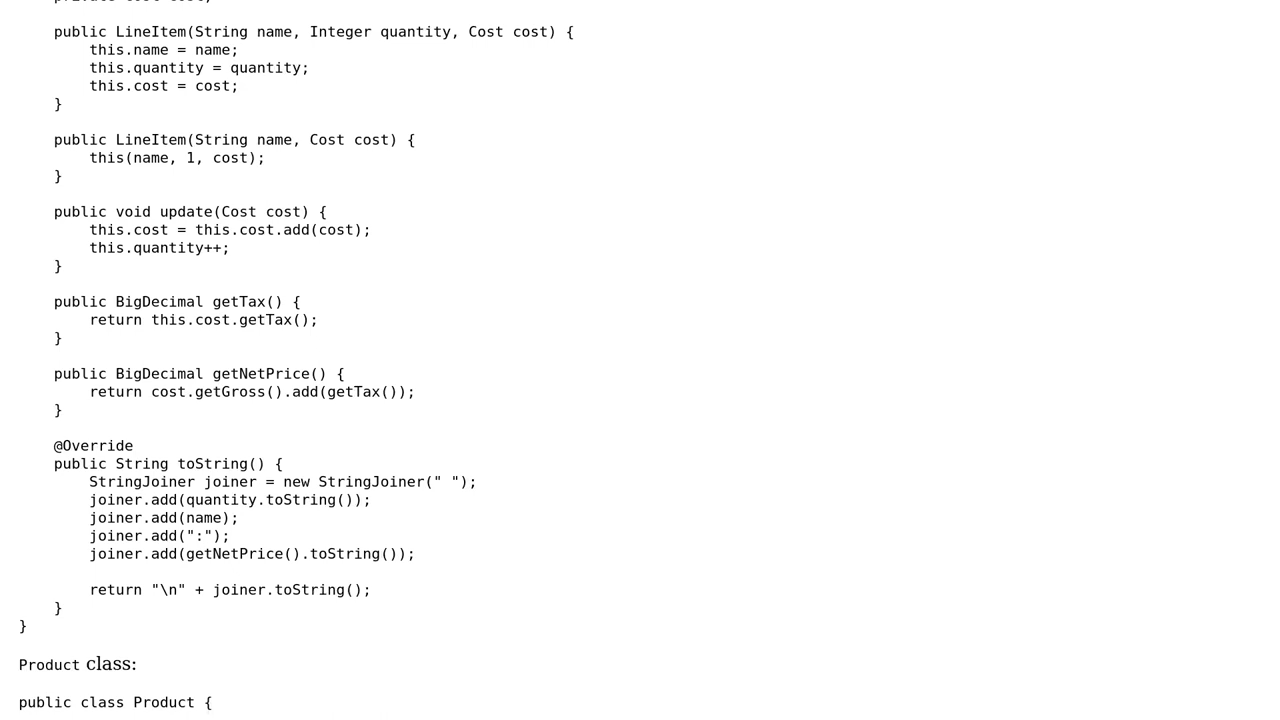 public LineItem(String name, Integer quantity, Cost cost) {
this.name = name;
this.quantity = quantity;
this.cost = cost;
}
public LineItem(String name, Cost cost) {
this(name, 1, cost);
}
public void update(Cost cost) {
this.cost = this.cost.add(cost);
this.quantity++;
}
public BigDecimal getTax() {
return this.cost.getTax();
}
public BigDecimal getNetPrice() {
return cost.getGross().add(getTax());
}
@Override
public String toString() {
StringJoiner joiner = new StringJoiner(" ");
joiner.add(quantity.toString());
joiner.add(name);
joiner.add(":");
joiner.add(getNetPrice().toString());
return "\n" + joiner.toString();
}
}
Product class:
public class Product {